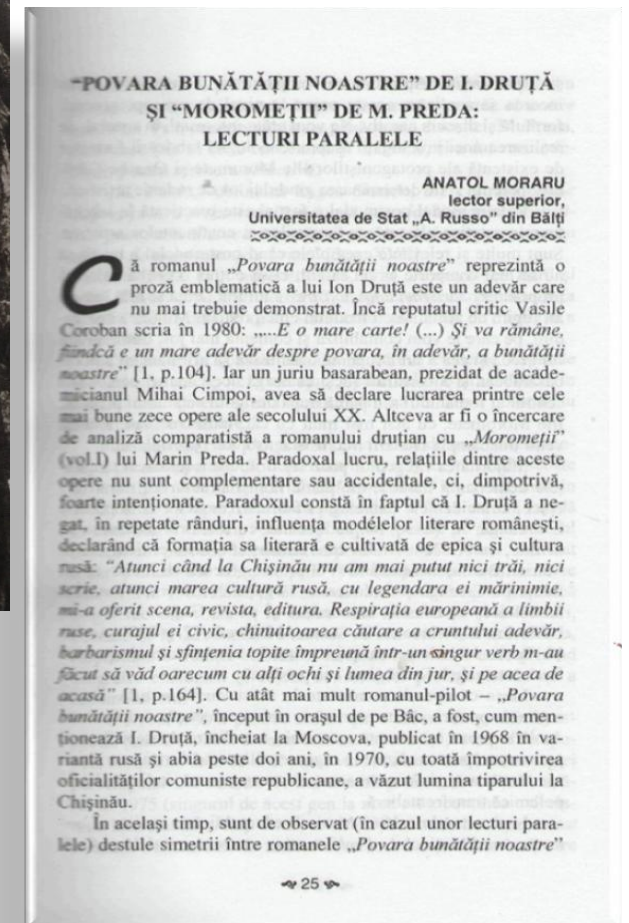 "POVARA BUNĂTĂȚII NOASTRE" DE I. DRUȚĂ
ȘI "MOROMEȚII" DE M. PREDA:
LECTURI PARALELE
ANATOL MORARU
lector superior,
Universitatea de Stat „A. Russo" din Bălți
Că romanul „Povara bunătății noastre" reprezintă o
proză emblematică a lui Ion Druță este un adevăr care
nu mai trebuie demonstrat. Încă reputatul critic Vasile
Coroban scria în 1980: „...E o mare carte! (...) Și va rămâne,
fiindcă e un mare adevăr despre povara, în adevăr, a bunătății
noastre" [1, p.104]. Iar un juriu basarabean, prezidat de acade-
micianul Mihai Cimpoi, avea să declare lucrarea printre cele
mai bune zece opere ale secolului XX. Altceva ar fi o încercare
de analiză comparatistă a romanului druțian cu „Moromeții"
(vol.I) lui Marin Preda. Paradoxal lucru, relațiile dintre aceste
opere nu sunt complementare sau accidentale, ci, dimpotrivă,
foarte intenționate. Paradoxul constă în faptul că I. Druță a ne-
gat, în repetate rânduri, influența modélelor literare românești,
declarând că formația sa literară e cultivată de epica și cultura
rusă: "Atunci când la Chișinău nu am mai putut nici trăi, nici
scrie, atunci marea cultură rusă, cu legendara ei mărinimie,
mi-a oferit scena, revista, editura. Respirația europeană a limbii
ruse, curajul ei civic, chinuitoarea căutare a cruntului adevăr,
barbarismul și sfințenia topite împreună într-un singur verb m-au
făcut să văd oarecum cu alți ochi și lumea din jur, și pe acea de
acasă" [1, p.164]. Cu atât mai mult romanul-pilot – „Povara
bunătății noastre", început în orașul de pe Bâc, a fost, cum men-
ționează I. Druță, încheiat la Moscova, publicat în 1968 în va-
riantă rusă și abia peste doi ani, în 1970, cu toată împotrivirea
oficialităților comuniste republicane, a văzut lumina tiparului la
Chișinău.
În același timp, sunt de observat (în cazul unor lecturi para-
lele) destule simetrii între romanele „Povara bunătății noastre"
25